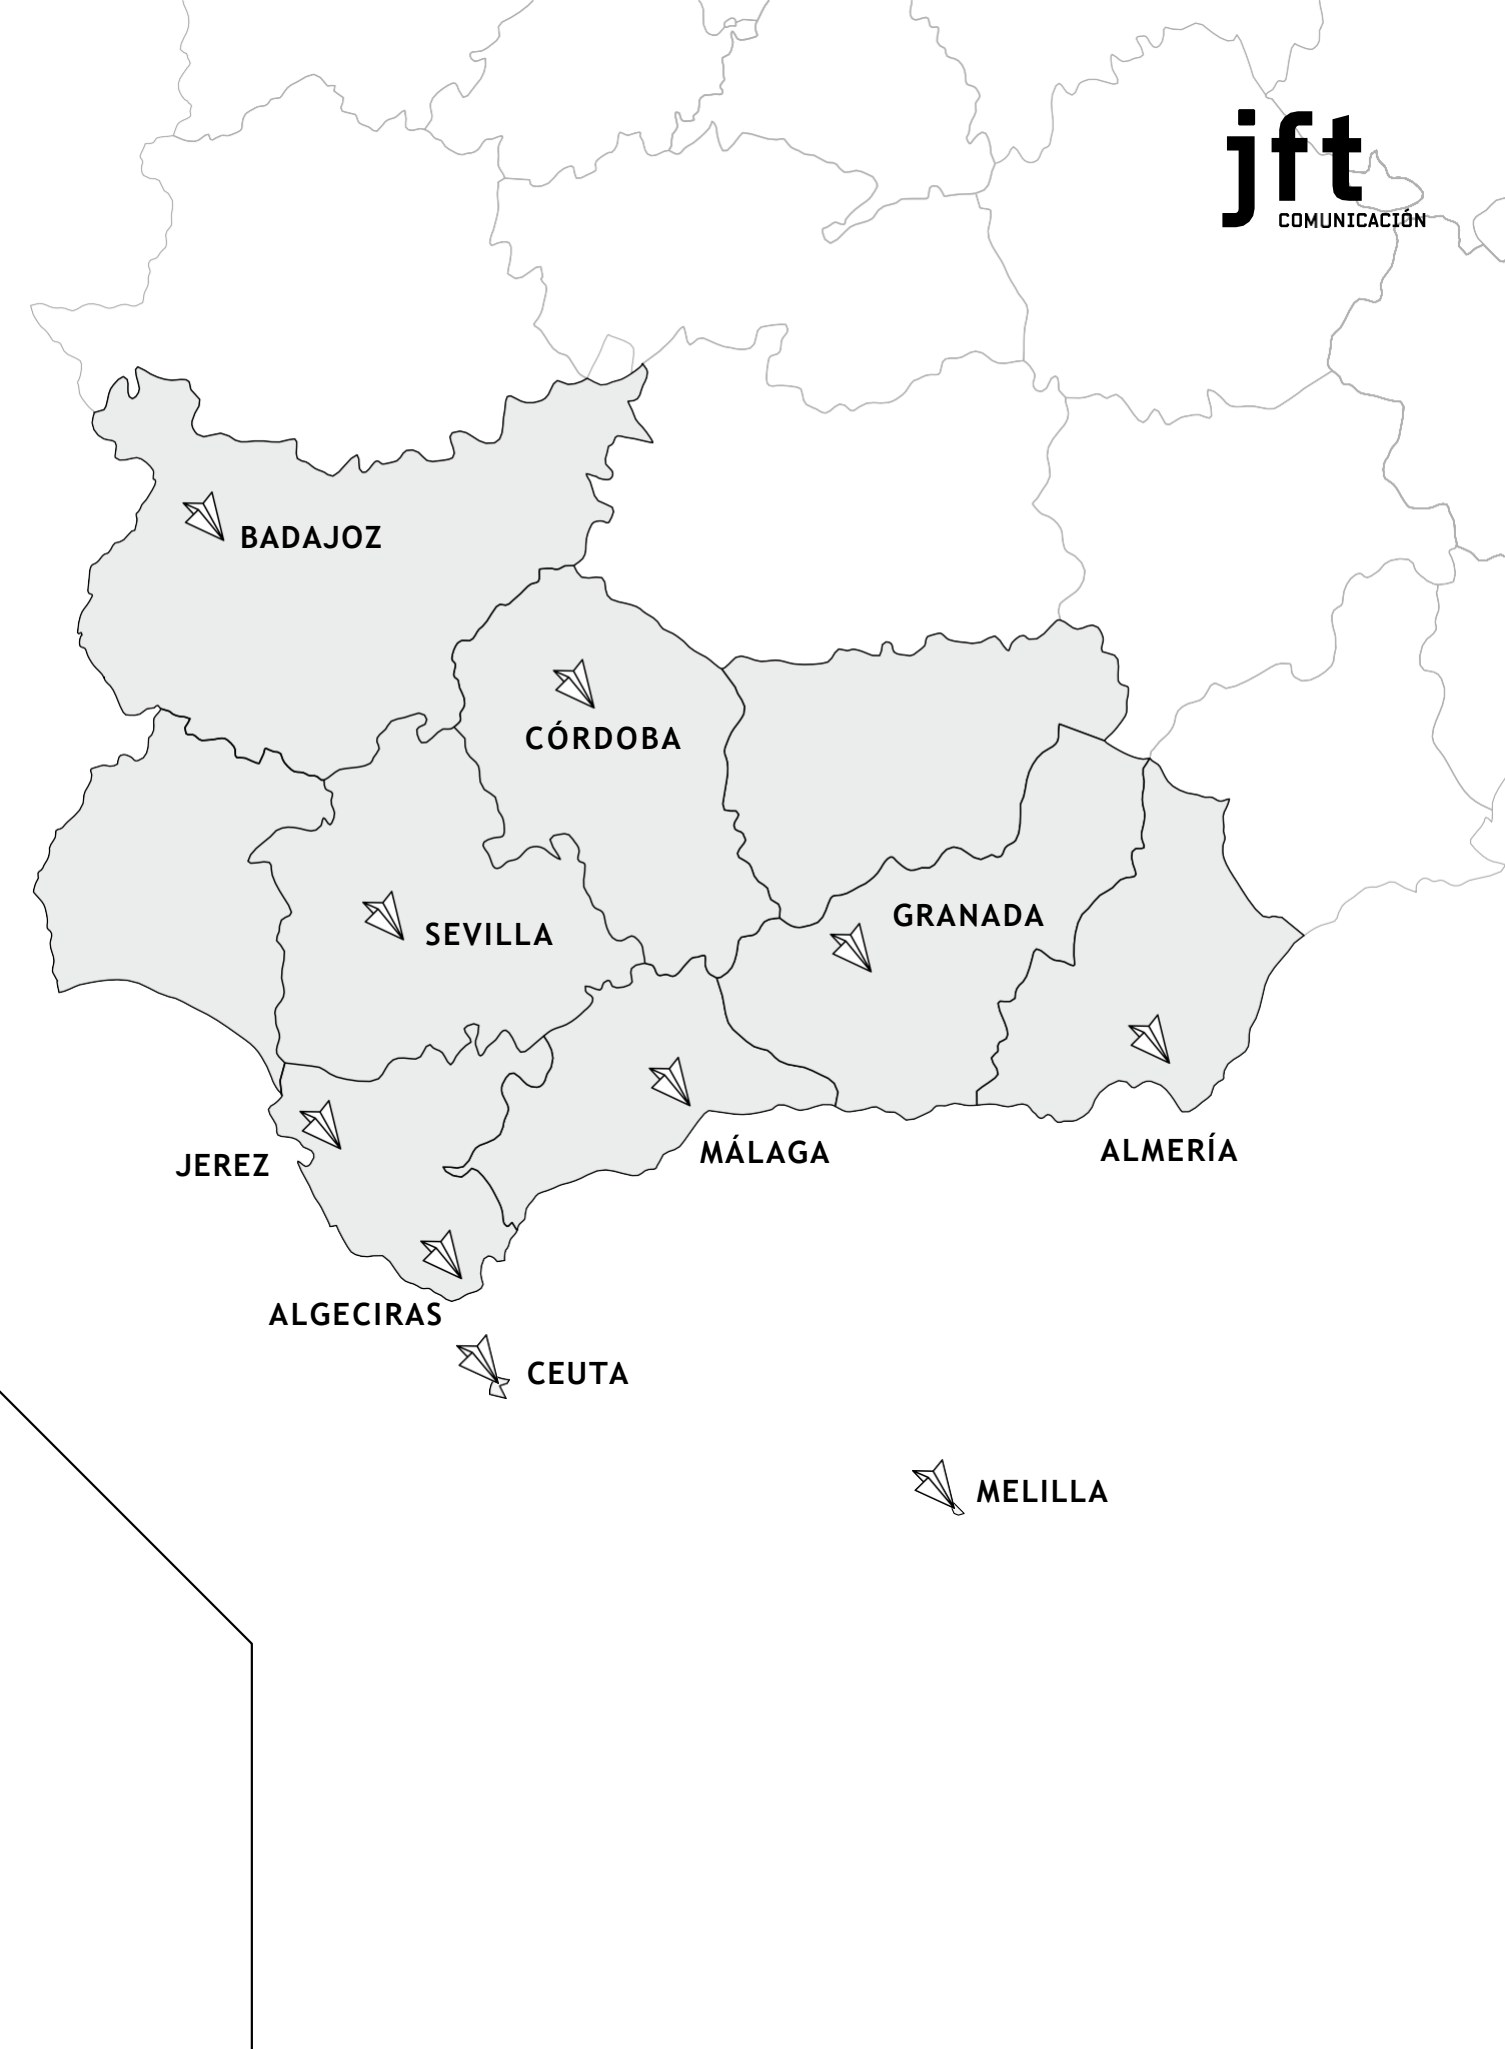 jft
COMUNICACIÓN
BADAJOZ
CÓRDOBA
SEVILLA
GRANADA
JEREZ
MÁLAGA
ALMERÍA
ALGECIRAS
CEUTA
MELILLA